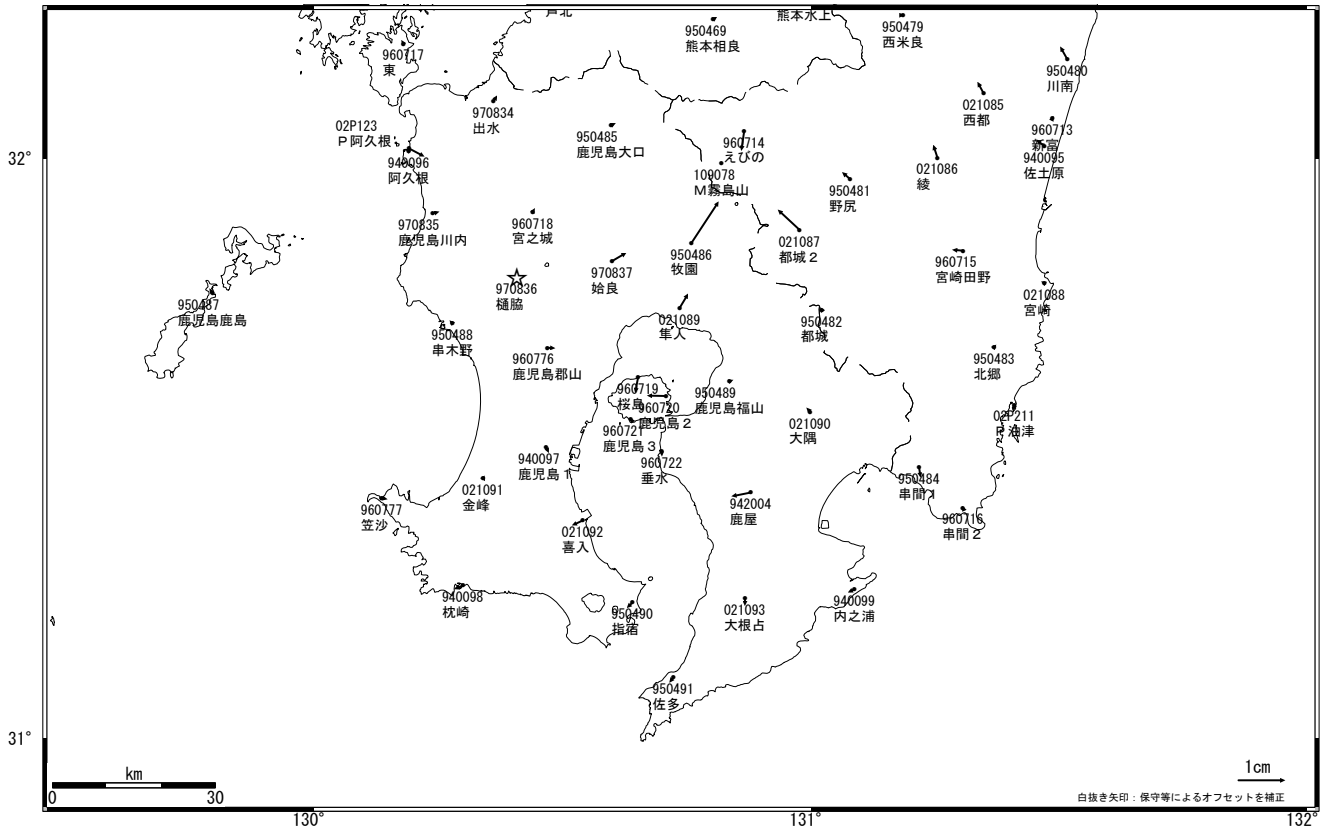 芦北
熊本水上
950469
熊本相良
950479
西米良
960717
東
950480
川南
970834
出水
021085
西都
02P123
P阿久根
950485
鹿児島大口
960714
えびの
960713
新富
940096
阿久根
109078
M霧島山
021086
綾
940095
佐土原
950481
野尻
970835
鹿児島川内
960718
宮之城
021087
都城2
950486
牧園
960715
宮崎田野
970837
姶良
970836
樋脇
021088
宮崎
950487
鹿児島鹿島
021089
隼人
950482
都城
950488
串木野
960776
鹿児島郡山
950483
北郷
960719
桜島
950489
鹿児島福山
960720
鹿児島2
021090
大隅
02P211
P油津
960721
鹿児島3
940097
鹿児島1
960722
垂水
950484
串間1
021091
金峰
942004
鹿屋
960777
笠沙
960716
串間2
021092
喜入
940098
枕崎
950490
指宿
021093
大根占
940099
内之浦
950491
佐多
32°
31°
km
0
30
1cm
白抜き矢印：保守等によるオフセットを補正
130°
131°
132°